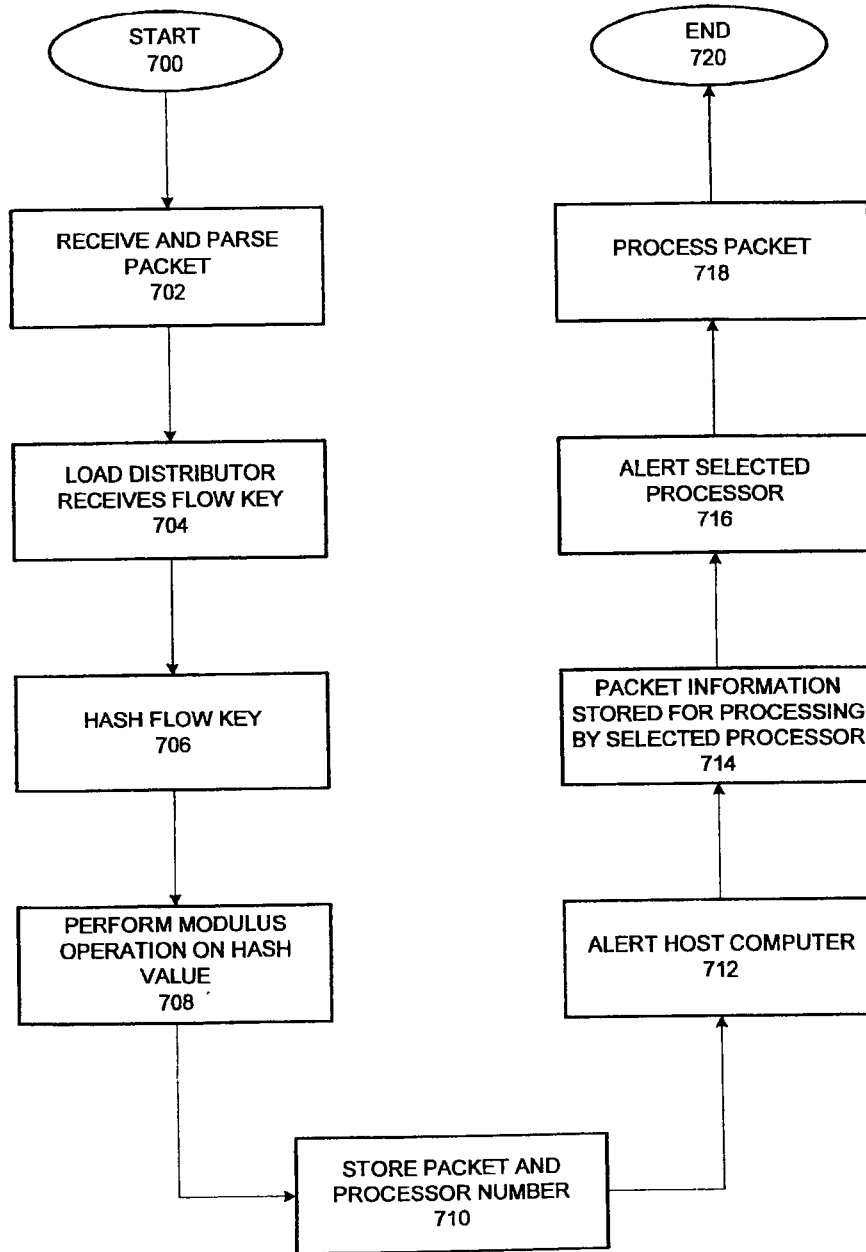 START
700
RECEIVE AND PARSE
PACKET
702
LOAD DISTRIBUTOR
RECEIVES FLOW KEY
704
HASH FLOW KEY
706
PERFORM MODULUS
OPERATION ON HASH
VALUE
708
STORE PACKET AND
PROCESSOR NUMBER
710
ALERT HOST COMPUTER
712
PACKET INFORMATION
STORED FOR PROCESSING
BY SELECTED PROCESSOR
714
ALERT SELECTED
PROCESSOR
716
PROCESS PACKET
718
END
720